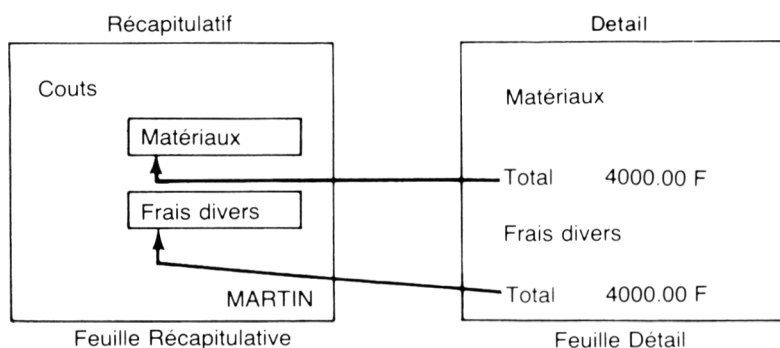 Récapitulatif
Couts
Matériaux
Frais divers
MARTIN
Feuille Récapitulative
Detail
Matériaux
Total 4000.00 F
Frais divers
Total 4000.00 F
Feuille Détail